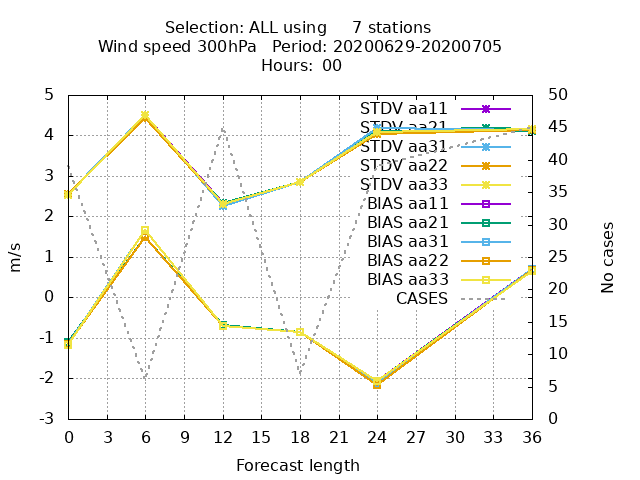 Selection: ALL using     7 stations
Wind speed 300hPa   Period: 20200629-20200705
Hours:  00
5
4
3
2
1
0
-1
-2
-3
m/s
50
45
40
35
30
25
20
15
10
5
0
No cases
STDV aa11
STDV aa21
STDV aa31
STDV aa22
STDV aa33
BIAS aa11
BIAS aa21
BIAS aa31
BIAS aa22
BIAS aa33
CASES
0 3 6 9 12 15 18 21 24 27 30 33 36
Forecast length